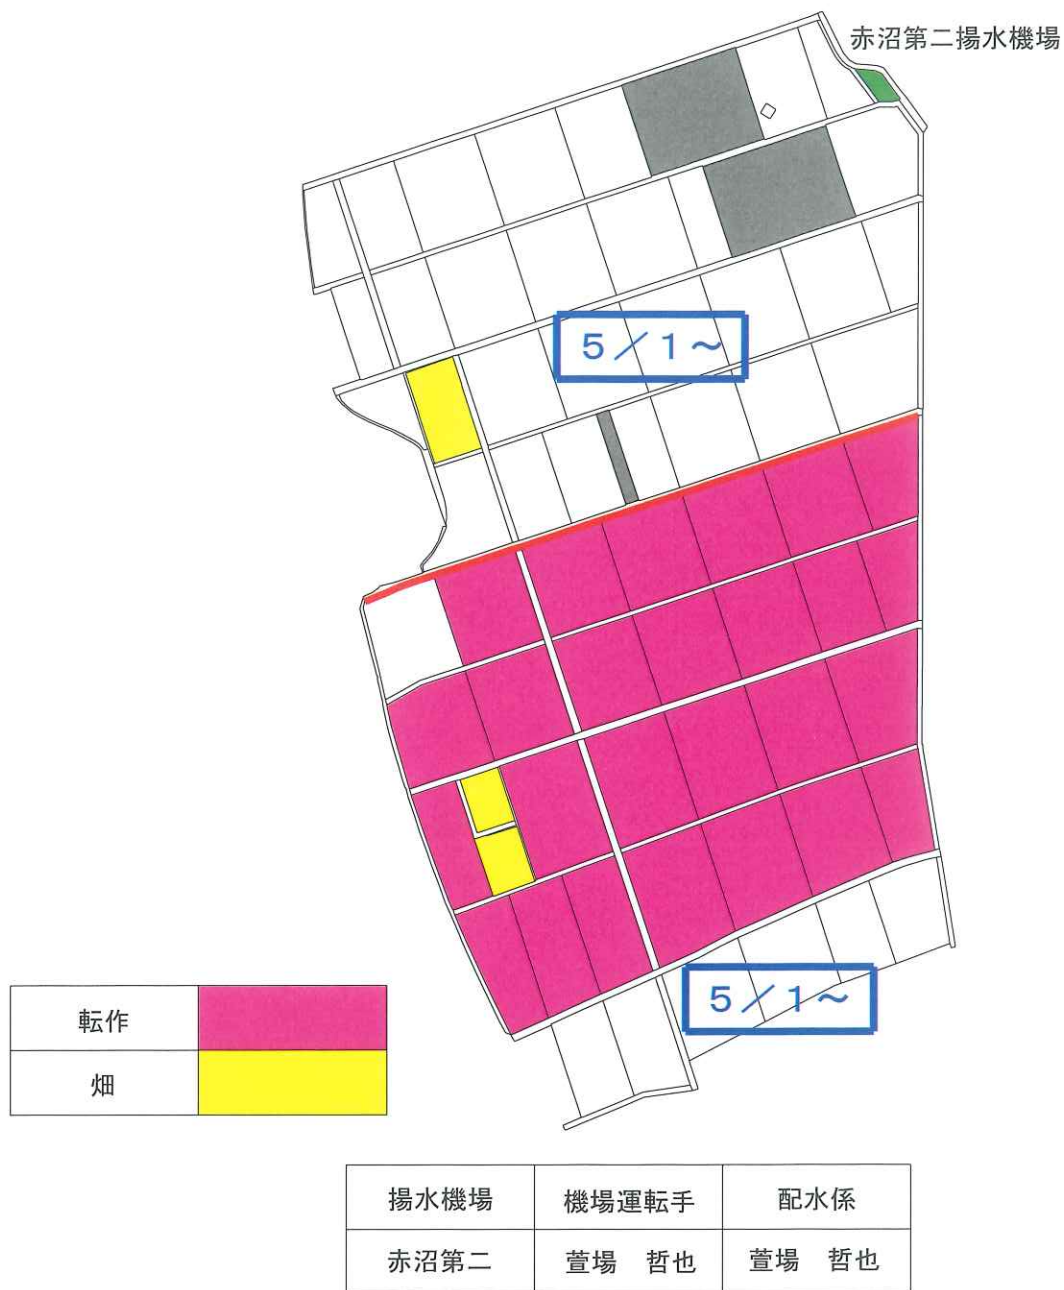 赤沼第二揚水機場
5/1~
5/1~
転作
畑
揚水機場 機場運転手 配水係
赤沼第二 萱場 哲也 萱場 哲也